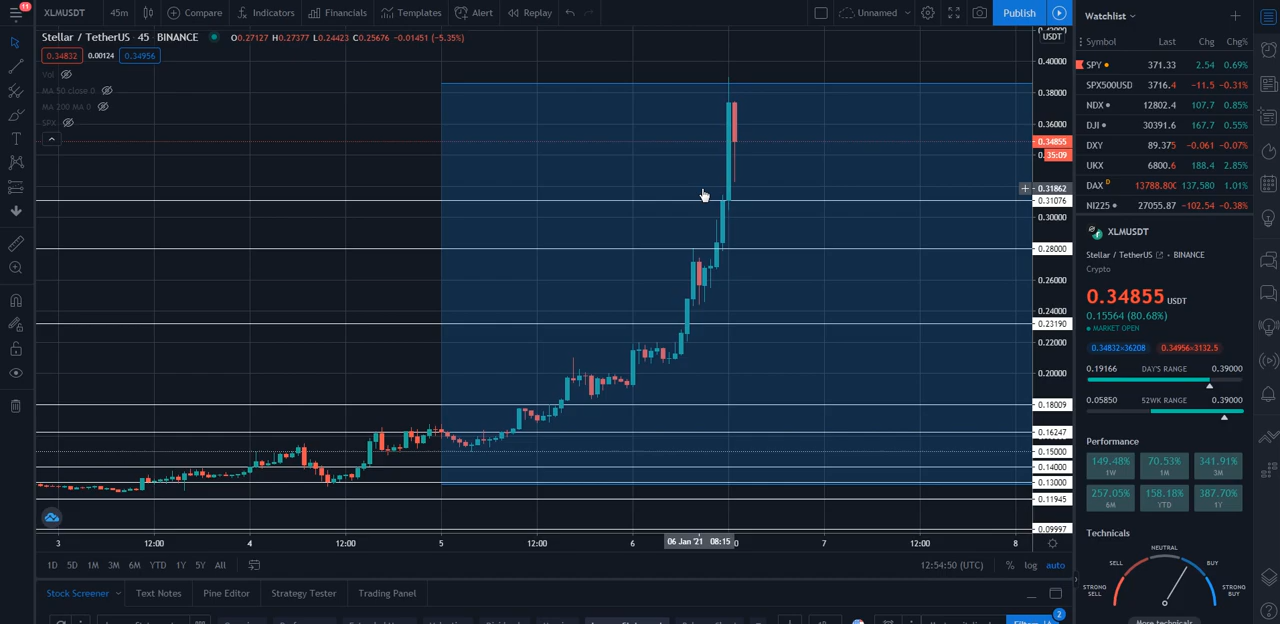 11
XLMUSDT 45m Compare Indicators Financials Templates Alert Replay Unnamed Publish
Stellar / TetherUS 45 BINANCE O0.27127 H0.27377 L0.24423 C0.25676 −0.01451 (−5.35%)
0.34832 0.00124 0.34956
Vol
MA 50 close 0
MA 200 MA 0
SPX
USDT
0.40000
0.38000
0.36000
0.34855
0.35:09
0.31862
0.31076
0.30000
0.28000
0.26000
0.24000
0.23190
0.22000
0.20000
0.18009
0.16247
0.15000
0.14000
0.13000
0.11945
0.09997
3 12:00 4 12:00 5 12:00 6 06 Jan '21 08:15 7 12:00 8
1D 5D 1M 3M 6M YTD 1Y 5Y All
12:54:50 (UTC) % log auto
Stock Screener Text Notes Pine Editor Strategy Tester Trading Panel
2
Filters
Watchlist
Symbol Last Chg Chg%
SPY 371.33 2.54 0.69%
SPX500USD 3716.4 −11.5 −0.31%
NDX 12802.4 107.7 0.85%
DJI 30391.6 167.7 0.55%
DXY 89.375 −0.061 −0.07%
UKX 6800.6 188.4 2.85%
DAX D 13788.800 137.580 1.01%
NI225 27055.87 −102.54 −0.38%
XLMUSDT
Stellar / TetherUS BINANCE
Crypto
0.34855 USDT
0.15564 (80.68%)
MARKET OPEN
0.34832×36208 0.34956×3132.5
0.19166 DAY'S RANGE 0.39000
0.05850 52WK RANGE 0.39000
Performance
149.48% 70.53% 341.91%
1W 1M 3M
257.05% 158.18% 387.70%
6M YTD 1Y
Technicals
NEUTRAL
SELL BUY
STRONG SELL STRONG BUY
More technicals